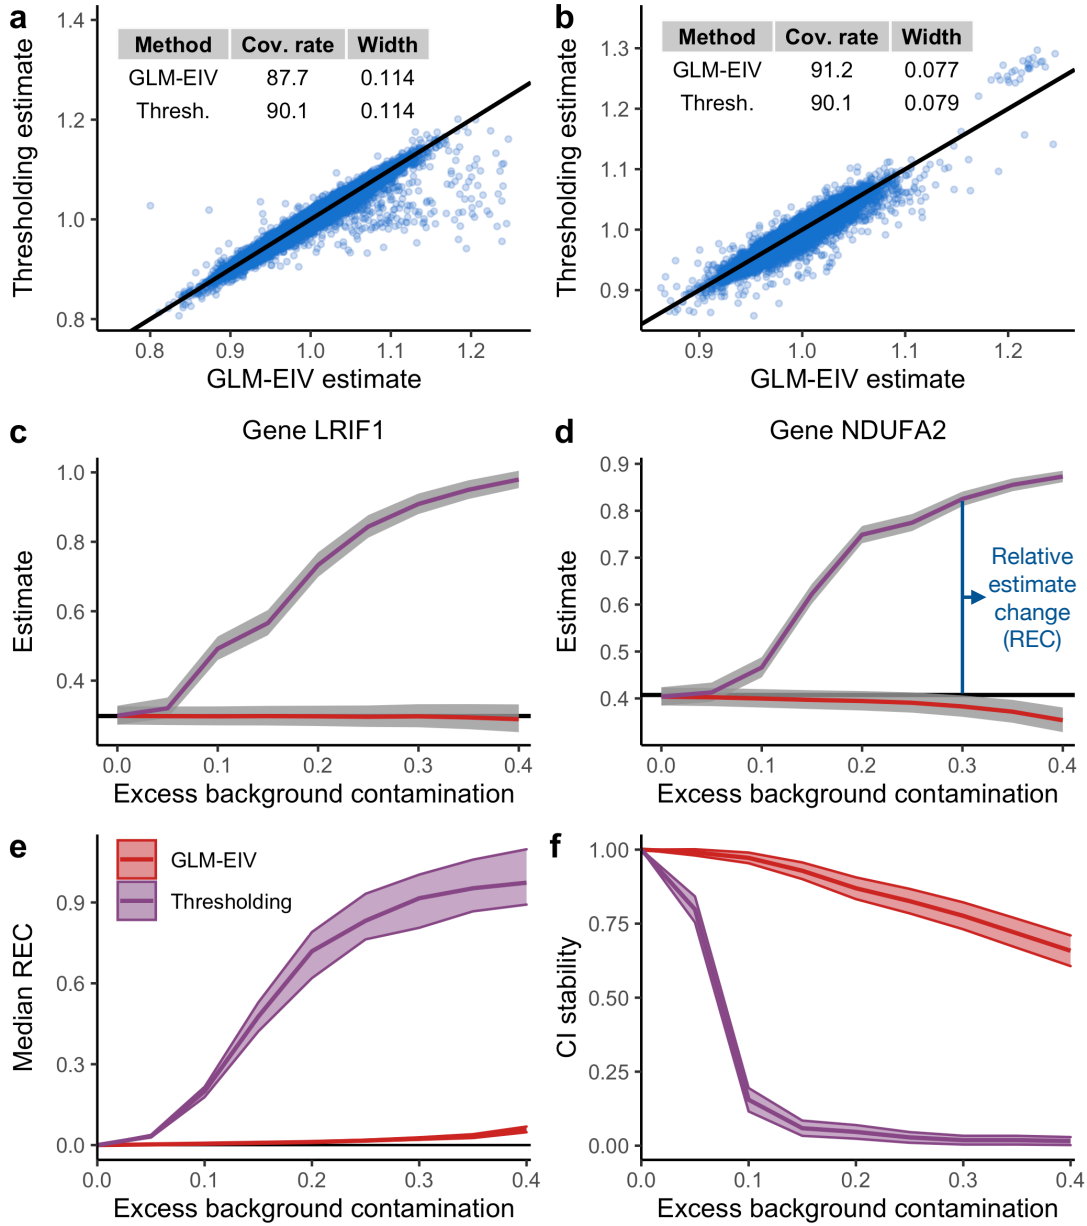 a
Method Cov. rate Width
GLM-EIV 87.7 0.114
Thresh. 90.1 0.114
Thresholding estimate
1.4
1.2
1.0
0.8
0.8 0.9 1.0 1.1 1.2
GLM-EIV estimate
b
Method Cov. rate Width
GLM-EIV 91.2 0.077
Thresh. 90.1 0.079
Thresholding estimate
1.3
1.2
1.1
1.0
0.9
0.9 1.0 1.1 1.2
GLM-EIV estimate
c
Gene LRIF1
Estimate
1.0
0.8
0.6
0.4
0.0 0.1 0.2 0.3 0.4
Excess background contamination
d
Gene NDUFA2
Estimate
0.9
0.8
0.7
0.6
0.5
0.4
Relative
estimate
change
(REC)
0.0 0.1 0.2 0.3 0.4
Excess background contamination
e
GLM-EIV
Thresholding
Median REC
0.9
0.6
0.3
0.0
0.0 0.1 0.2 0.3 0.4
Excess background contamination
f
CI stability
1.00
0.75
0.50
0.25
0.00
0.0 0.1 0.2 0.3 0.4
Excess background contamination